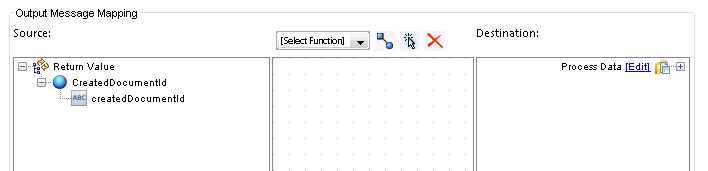 Output Message Mapping
Source:
[Select Function]
Destination:
Return Value
CreatedDocumentId
ABC createdDocumentId
Process Data [Edit]